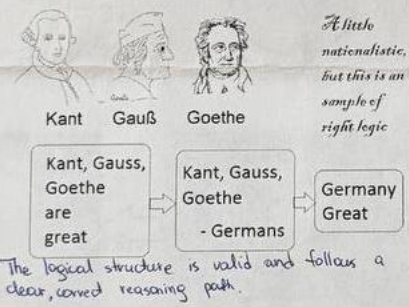 A little
nationalistic,
but this is an
sample of
right logic
Kant Gauß Goethe
Kant, Gauss,
Goethe
are
great
Kant, Gauss,
Goethe
- Germans
Germany
Great
The logical structure is valid and follows a
clear, correct reasoning path.